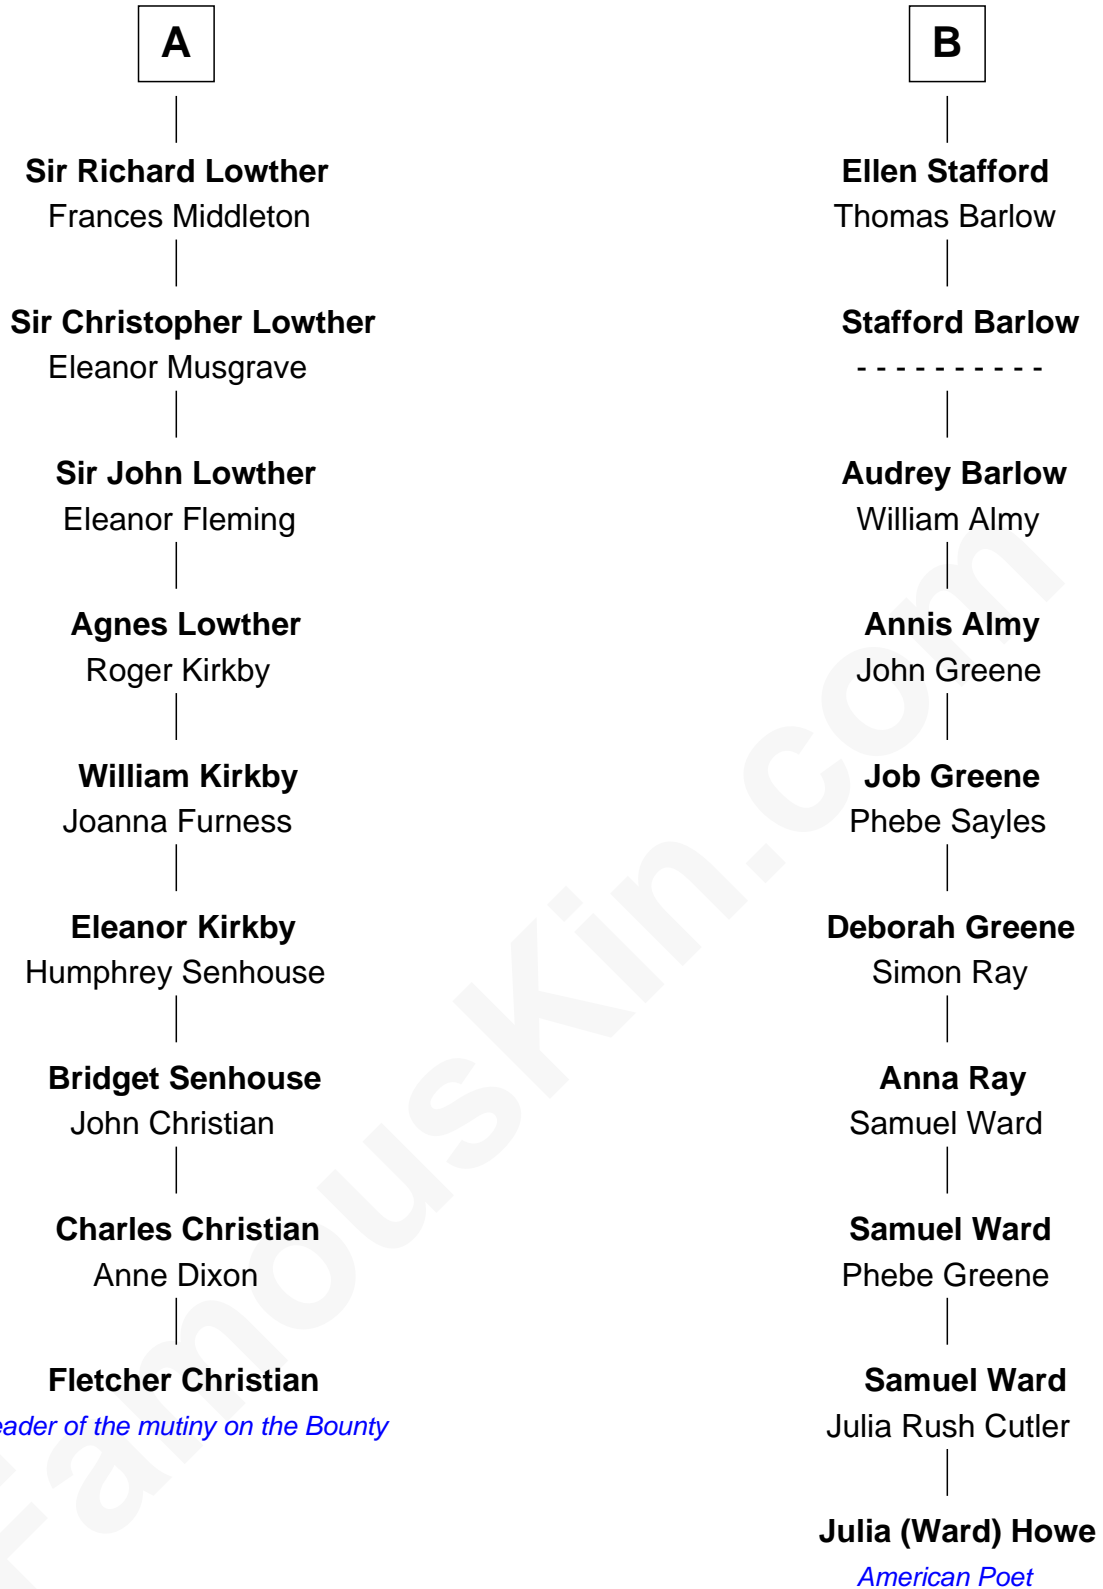 A
Sir Richard Lowther
Frances Middleton
Sir Christopher Lowther
Eleanor Musgrave
Sir John Lowther
Eleanor Fleming
Agnes Lowther
Roger Kirkby
William Kirkby
Joanna Furness
Eleanor Kirkby
Humphrey Senhouse
Bridget Senhouse
John Christian
Charles Christian
Anne Dixon
Fletcher Christian
eader of the mutiny on the Bounty
B
Ellen Stafford
Thomas Barlow
Stafford Barlow
- - - - - - - - - -
Audrey Barlow
William Almy
Annis Almy
John Greene
Job Greene
Phebe Sayles
Deborah Greene
Simon Ray
Anna Ray
Samuel Ward
Samuel Ward
Phebe Greene
Samuel Ward
Julia Rush Cutler
Julia (Ward) Howe
American Poet
FamousKin.com